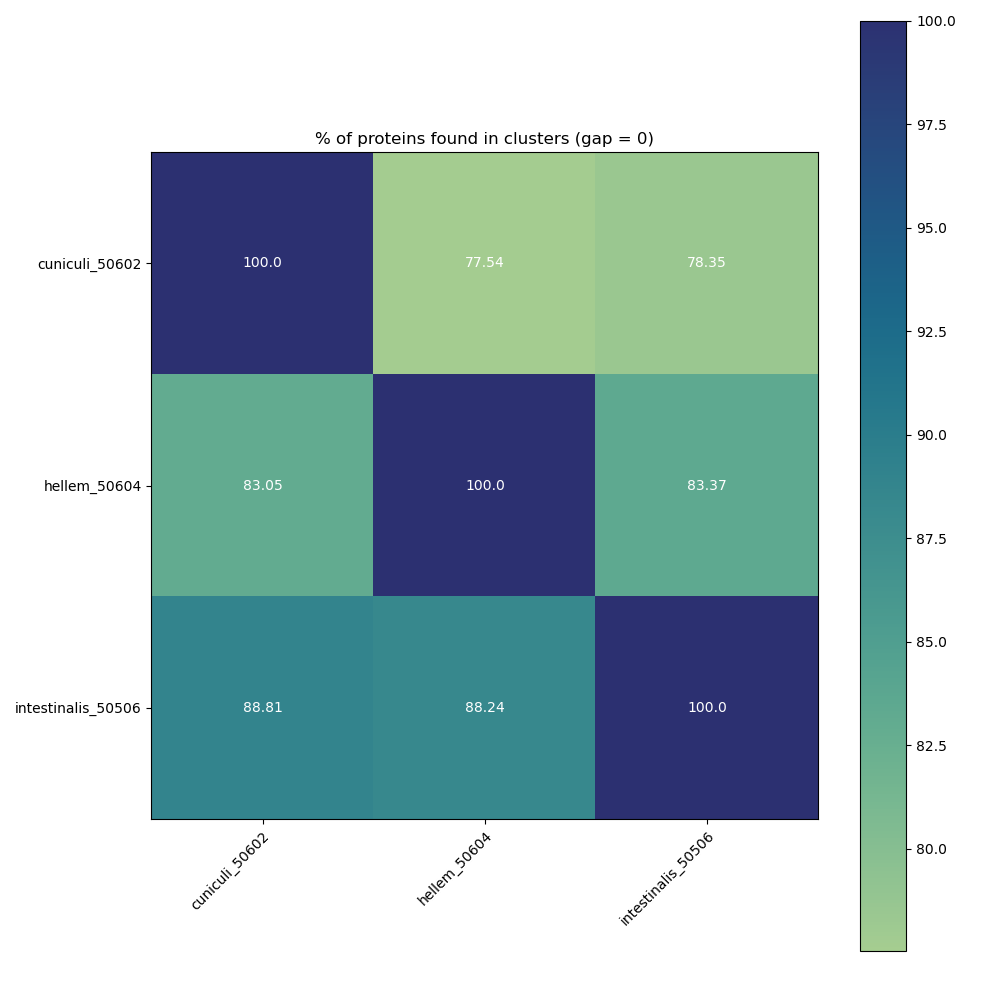 % of proteins found in clusters (gap = 0)
cuniculi_50602
100.0
77.54
78.35
hellem_50604
83.05
100.0
83.37
intestinalis_50506
88.81
88.24
100.0
cuniculi_50602
hellem_50604
intestinalis_50506
100.0
97.5
95.0
92.5
90.0
87.5
85.0
82.5
80.0